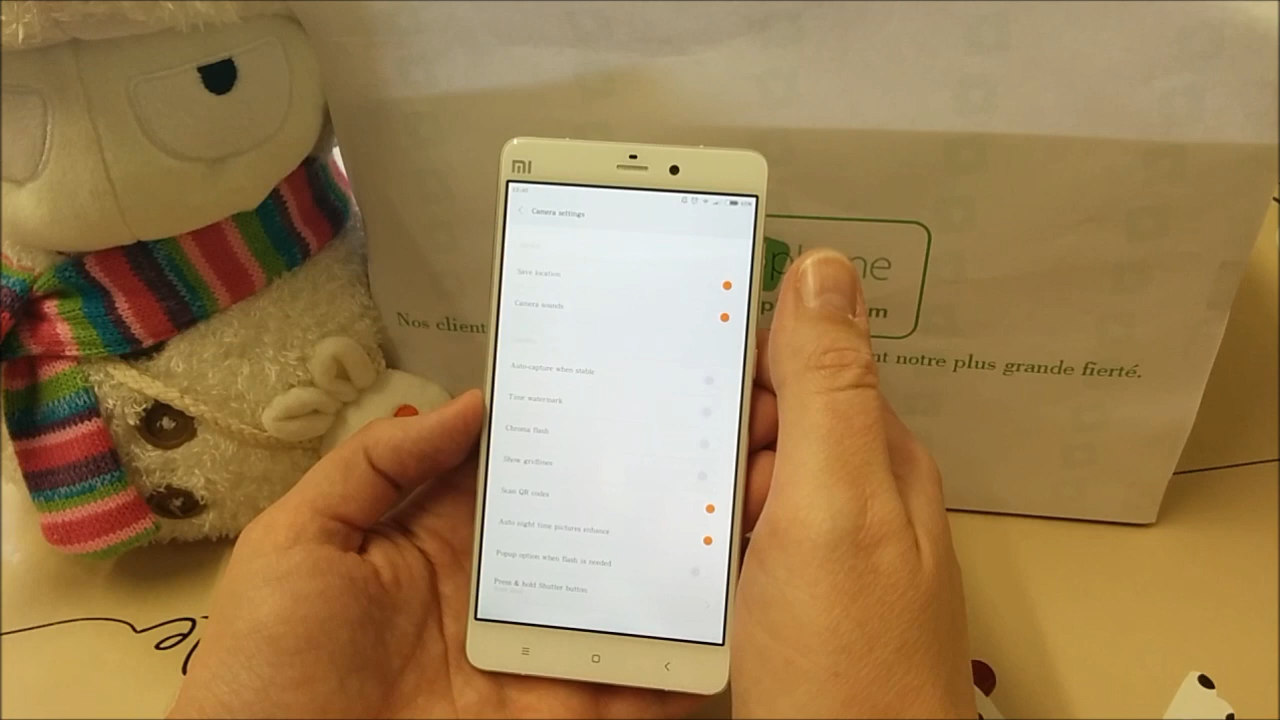 mi
Camera settings
Save location
Camera sounds
Auto-capture when stable
Time watermark
Chroma flash
Show gridlines
Scan QR codes
Auto night time pictures enhance
Popup option when flash is needed
Press & hold Shutter button
Nos client
nt notre plus grande fierté.